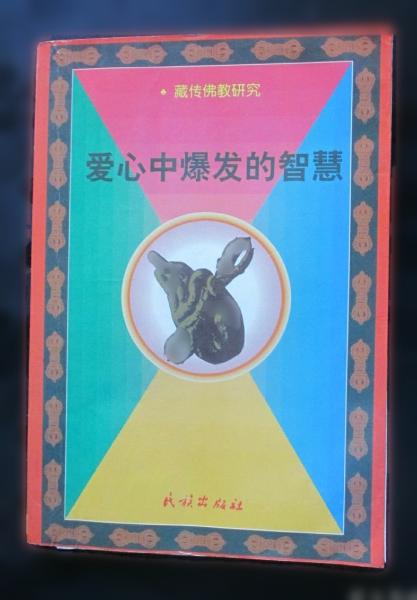 藏传佛教研究
爱心中爆发的智慧
民族出版社